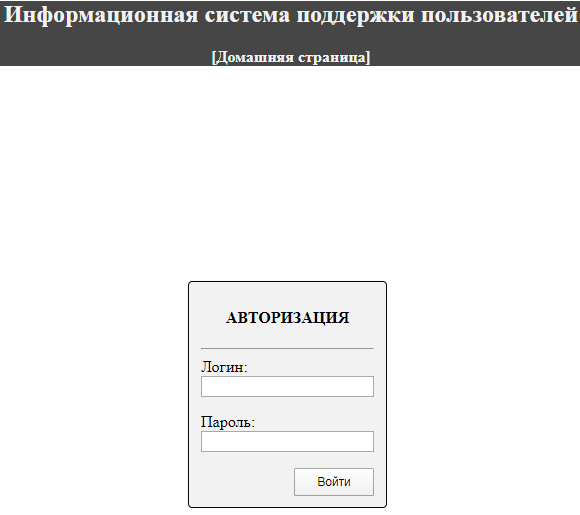 Информационная система поддержки пользователей
[Домашняя страница]
АВТОРИЗАЦИЯ
Логин:
Пароль:
Войти